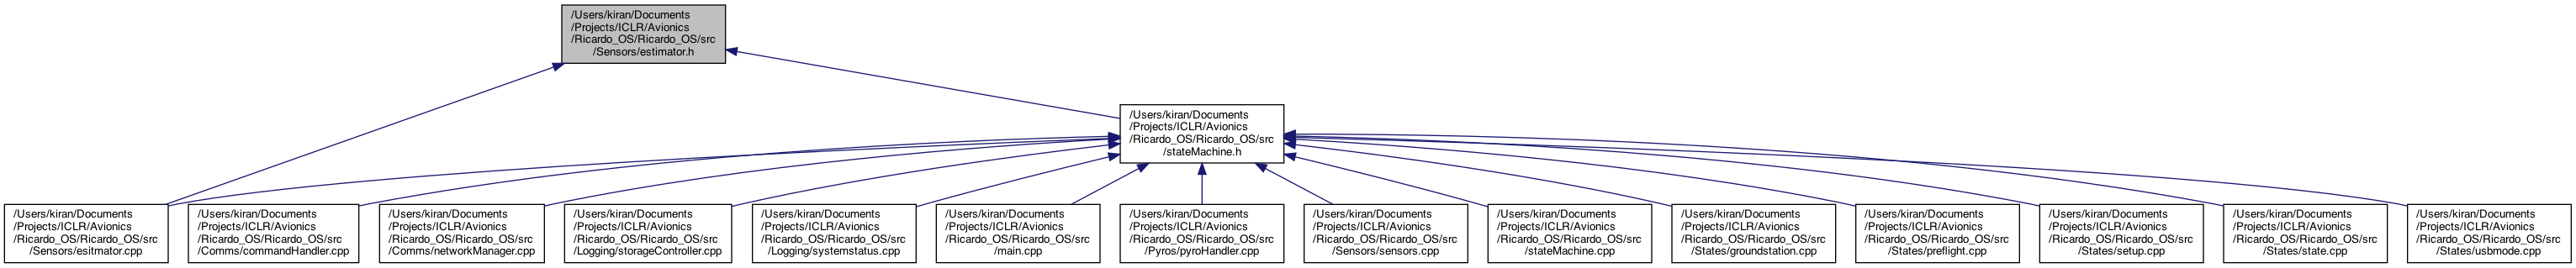 /Users/kiran/Documents
/Projects/ICLR/Avionics
/Ricardo_OS/Ricardo_OS/src
/Sensors/estimator.h
/Users/kiran/Documents
/Projects/ICLR/Avionics
/Ricardo_OS/Ricardo_OS/src
/stateMachine.h
/Users/kiran/Documents
/Projects/ICLR/Avionics
/Ricardo_OS/Ricardo_OS/src
/Sensors/esitmator.cpp
/Users/kiran/Documents
/Projects/ICLR/Avionics
/Ricardo_OS/Ricardo_OS/src
/Comms/commandHandler.cpp
/Users/kiran/Documents
/Projects/ICLR/Avionics
/Ricardo_OS/Ricardo_OS/src
/Comms/networkManager.cpp
/Users/kiran/Documents
/Projects/ICLR/Avionics
/Ricardo_OS/Ricardo_OS/src
/Logging/storageController.cpp
/Users/kiran/Documents
/Projects/ICLR/Avionics
/Ricardo_OS/Ricardo_OS/src
/Logging/systemstatus.cpp
/Users/kiran/Documents
/Projects/ICLR/Avionics
/Ricardo_OS/Ricardo_OS/src
/main.cpp
/Users/kiran/Documents
/Projects/ICLR/Avionics
/Ricardo_OS/Ricardo_OS/src
/Pyros/pyroHandler.cpp
/Users/kiran/Documents
/Projects/ICLR/Avionics
/Ricardo_OS/Ricardo_OS/src
/Sensors/sensors.cpp
/Users/kiran/Documents
/Projects/ICLR/Avionics
/Ricardo_OS/Ricardo_OS/src
/stateMachine.cpp
/Users/kiran/Documents
/Projects/ICLR/Avionics
/Ricardo_OS/Ricardo_OS/src
/States/groundstation.cpp
/Users/kiran/Documents
/Projects/ICLR/Avionics
/Ricardo_OS/Ricardo_OS/src
/States/preflight.cpp
/Users/kiran/Documents
/Projects/ICLR/Avionics
/Ricardo_OS/Ricardo_OS/src
/States/setup.cpp
/Users/kiran/Documents
/Projects/ICLR/Avionics
/Ricardo_OS/Ricardo_OS/src
/States/state.cpp
/Users/kiran/Documents
/Projects/ICLR/Avionics
/Ricardo_OS/Ricardo_OS/src
/States/usbmode.cpp